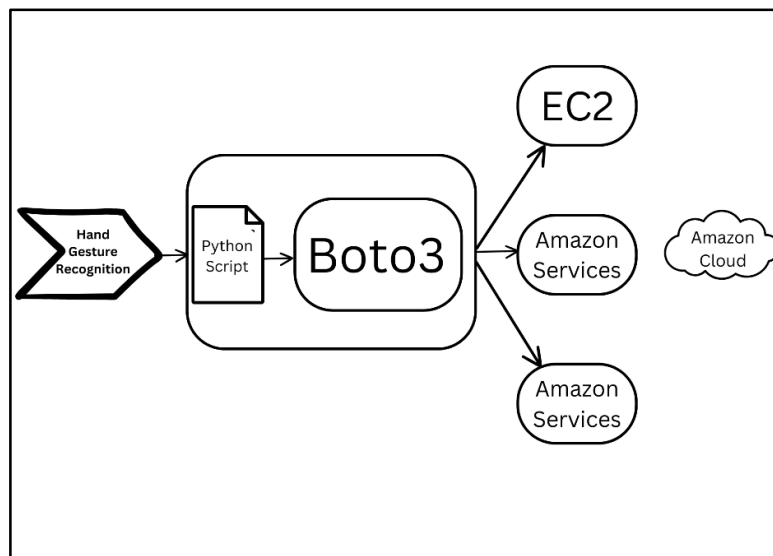 Hand
Gesture
Recognition
Python
Script
Boto3
EC2
Amazon
Services
Amazon
Services
Amazon
Cloud